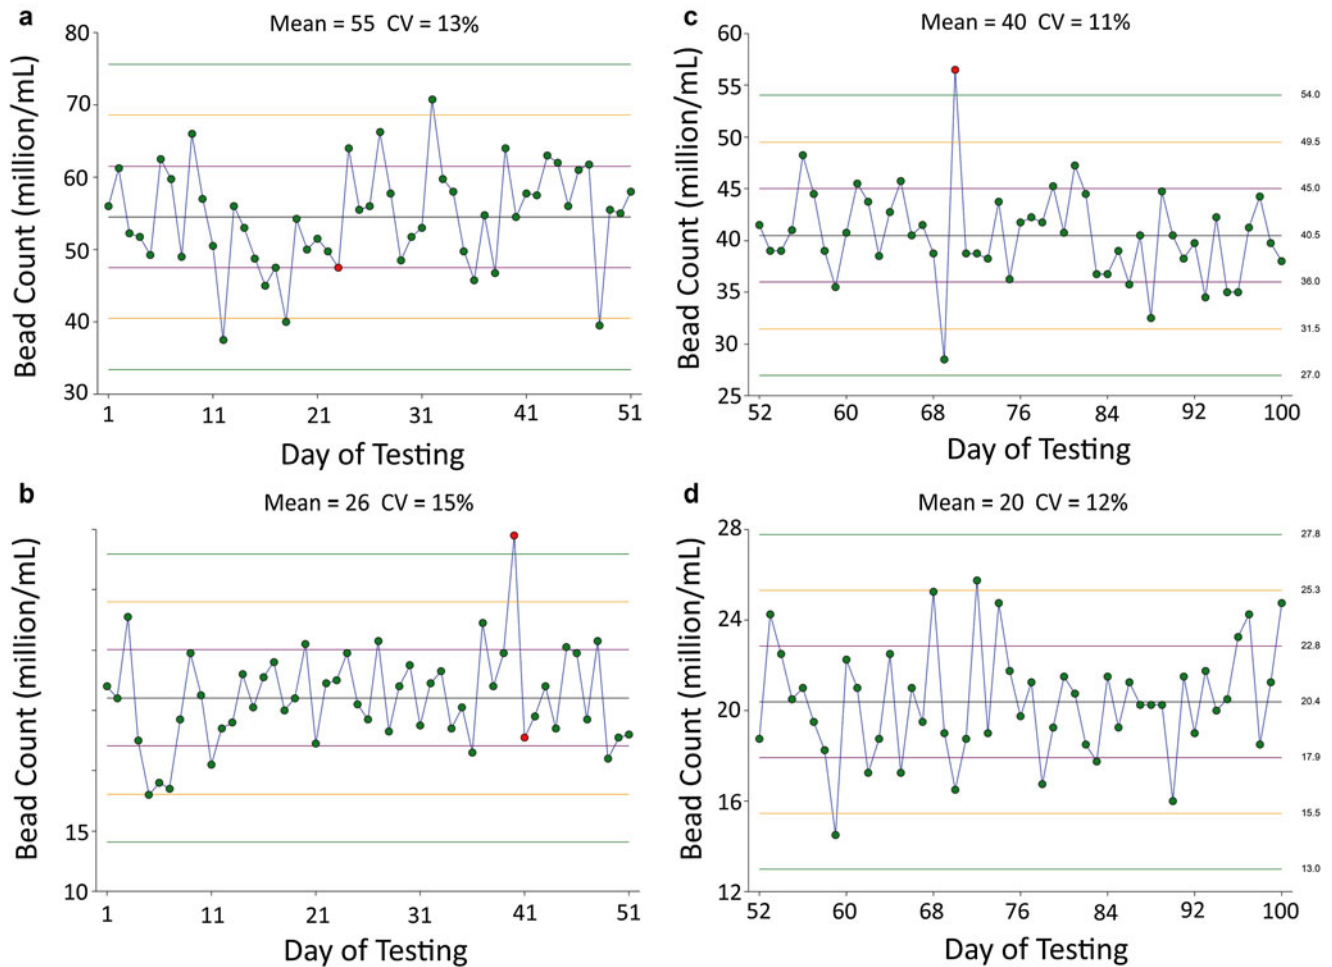 a
Mean = 55 CV = 13%
Bead Count (million/mL)
80
70
60
50
40
30
1 11 21 31 41 51
Day of Testing
b
Mean = 26 CV = 15%
Bead Count (million/mL)
15
10
1 11 21 31 41 51
Day of Testing
c
Mean = 40 CV = 11%
Bead Count (million/mL)
60
55
50
45
40
35
30
25
54.0
49.5
45.0
40.5
36.0
31.5
27.0
52 60 68 76 84 92 100
Day of Testing
d
Mean = 20 CV = 12%
Bead Count (million/mL)
28
24
20
16
12
27.8
25.3
22.8
20.4
17.9
15.5
13.0
52 60 68 76 84 92 100
Day of Testing